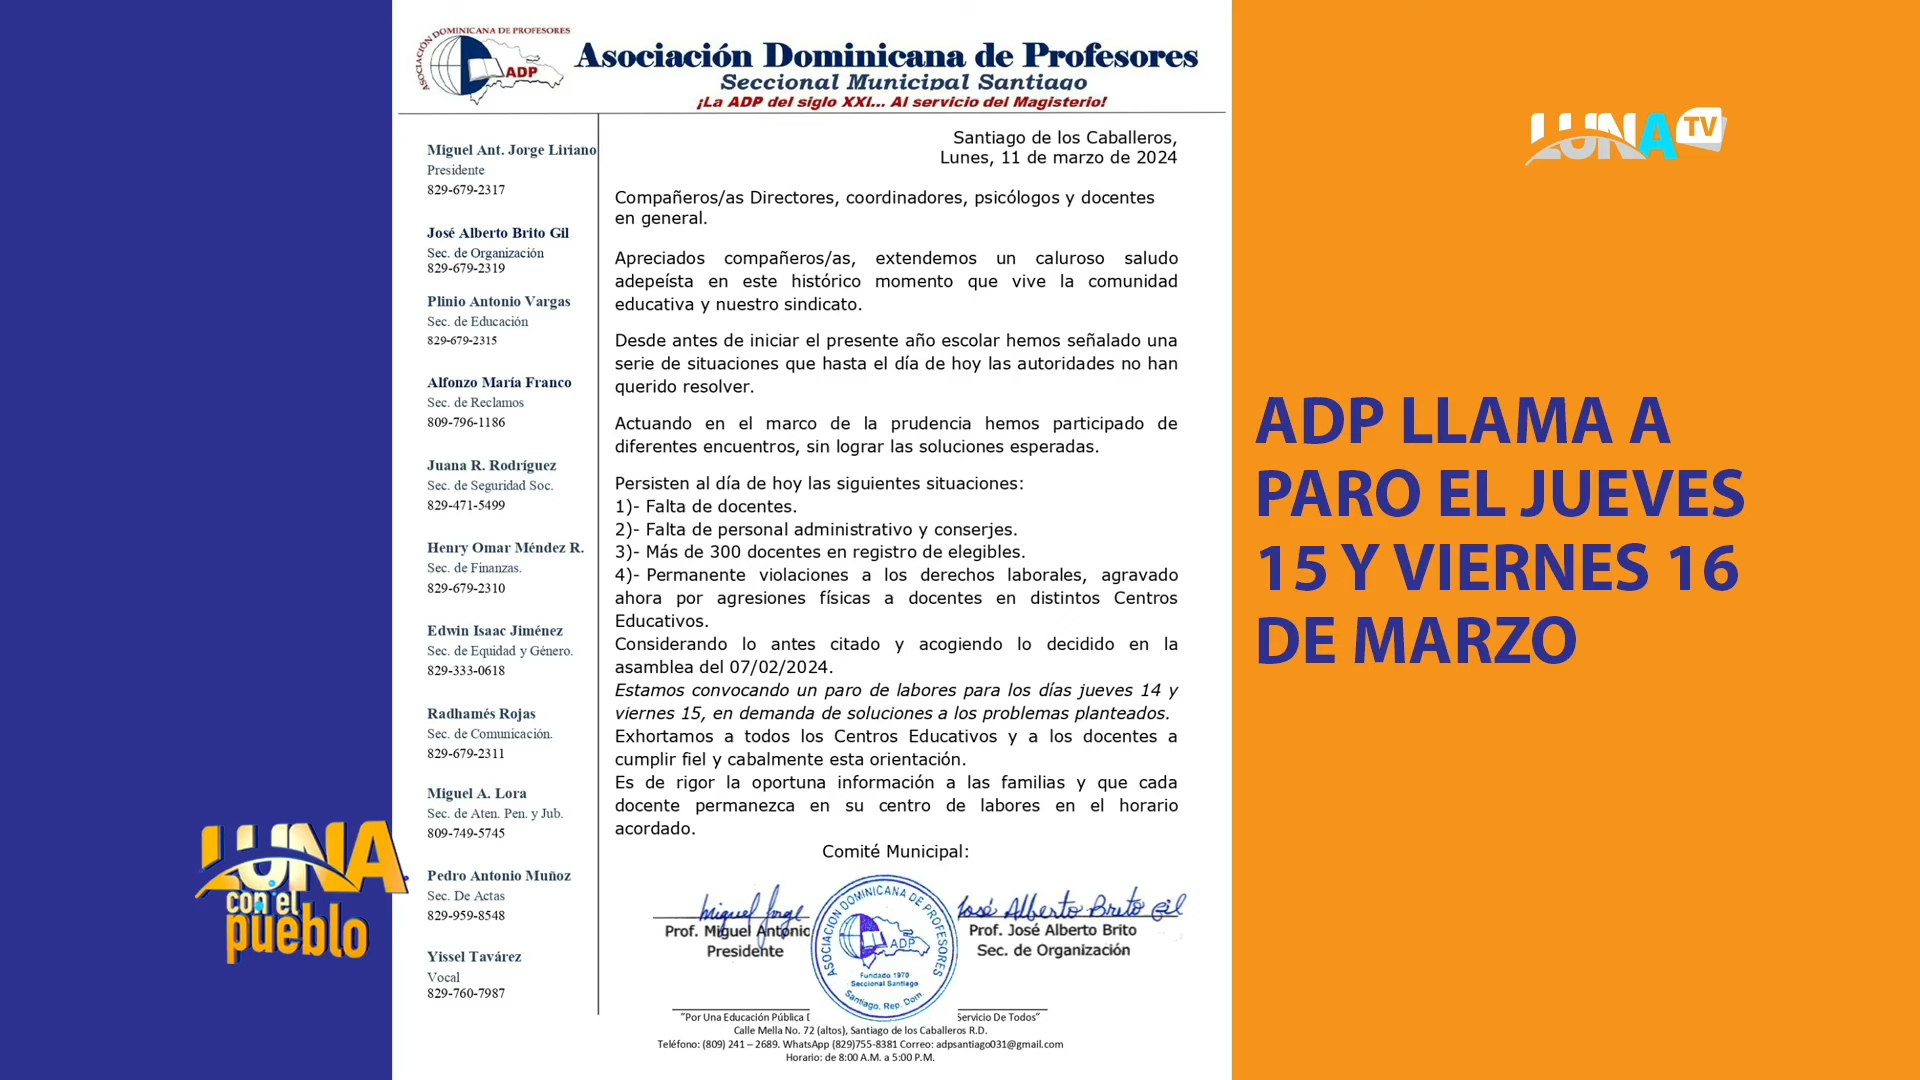 ASOCIACIÓN DOMINICANA DE PROFESORES
ADP
Asociación Dominicana de Profesores
Seccional Municipal Santiago
¡La ADP del siglo XXI... Al servicio del Magisterio!
Miguel Ant. Jorge Liriano
Presidente
829-679-2317
José Alberto Brito Gil
Sec. de Organización
829-679-2319
Plinio Antonio Vargas
Sec. de Educación
829-679-2315
Alfonzo María Franco
Sec. de Reclamos
809-796-1186
Juana R. Rodríguez
Sec. de Seguridad Soc.
829-471-5499
Henry Omar Méndez R.
Sec. de Finanzas.
829-679-2310
Edwin Isaac Jiménez
Sec. de Equidad y Género.
829-333-0618
Radhamés Rojas
Sec. de Comunicación.
829-679-2311
Miguel A. Lora
Sec. de Aten. Pen. y Jub.
809-749-5745
Pedro Antonio Muñoz
Sec. De Actas
829-959-8548
Yissel Tavárez
Vocal
829-760-7987
Santiago de los Caballeros,
Lunes, 11 de marzo de 2024
Compañeros/as Directores, coordinadores, psicólogos y docentes
en general.
Apreciados compañeros/as, extendemos un caluroso saludo
adepeísta en este histórico momento que vive la comunidad
educativa y nuestro sindicato.
Desde antes de iniciar el presente año escolar hemos señalado una
serie de situaciones que hasta el día de hoy las autoridades no han
querido resolver.
Actuando en el marco de la prudencia hemos participado de
diferentes encuentros, sin lograr las soluciones esperadas.
Persisten al día de hoy las siguientes situaciones:
1)- Falta de docentes.
2)- Falta de personal administrativo y conserjes.
3)- Más de 300 docentes en registro de elegibles.
4)- Permanente violaciones a los derechos laborales, agravado
ahora por agresiones físicas a docentes en distintos Centros
Educativos.
Considerando lo antes citado y acogiendo lo decidido en la
asamblea del 07/02/2024.
Estamos convocando un paro de labores para los días jueves 14 y
viernes 15, en demanda de soluciones a los problemas planteados.
Exhortamos a todos los Centros Educativos y a los docentes a
cumplir fiel y cabalmente esta orientación.
Es de rigor la oportuna información a las familias y que cada
docente permanezca en su centro de labores en el horario
acordado.
Comité Municipal:
Miguel Jorge
Prof. Miguel Antonio
Presidente
ASOCIACION DOMINICANA DE PROFESORES
ADP
Fundado 1970
Seccional Santiago
Santiago, Rep. Dom.
José Alberto Brito Gil
Prof. José Alberto Brito
Sec. de Organización
"Por Una Educación Pública Servicio De Todos"
Calle Mella No. 72 (altos), Santiago de los Caballeros R.D.
Teléfono: (809) 241 – 2689. WhatsApp (829)755-8381 Correo: adpsantiago031@gmail.com
Horario: de 8:00 A.M. a 5:00 P.M.
LUNA TV
ADP LLAMA A
PARO EL JUEVES
15 Y VIERNES 16
DE MARZO
LUNA
con el
pueblo